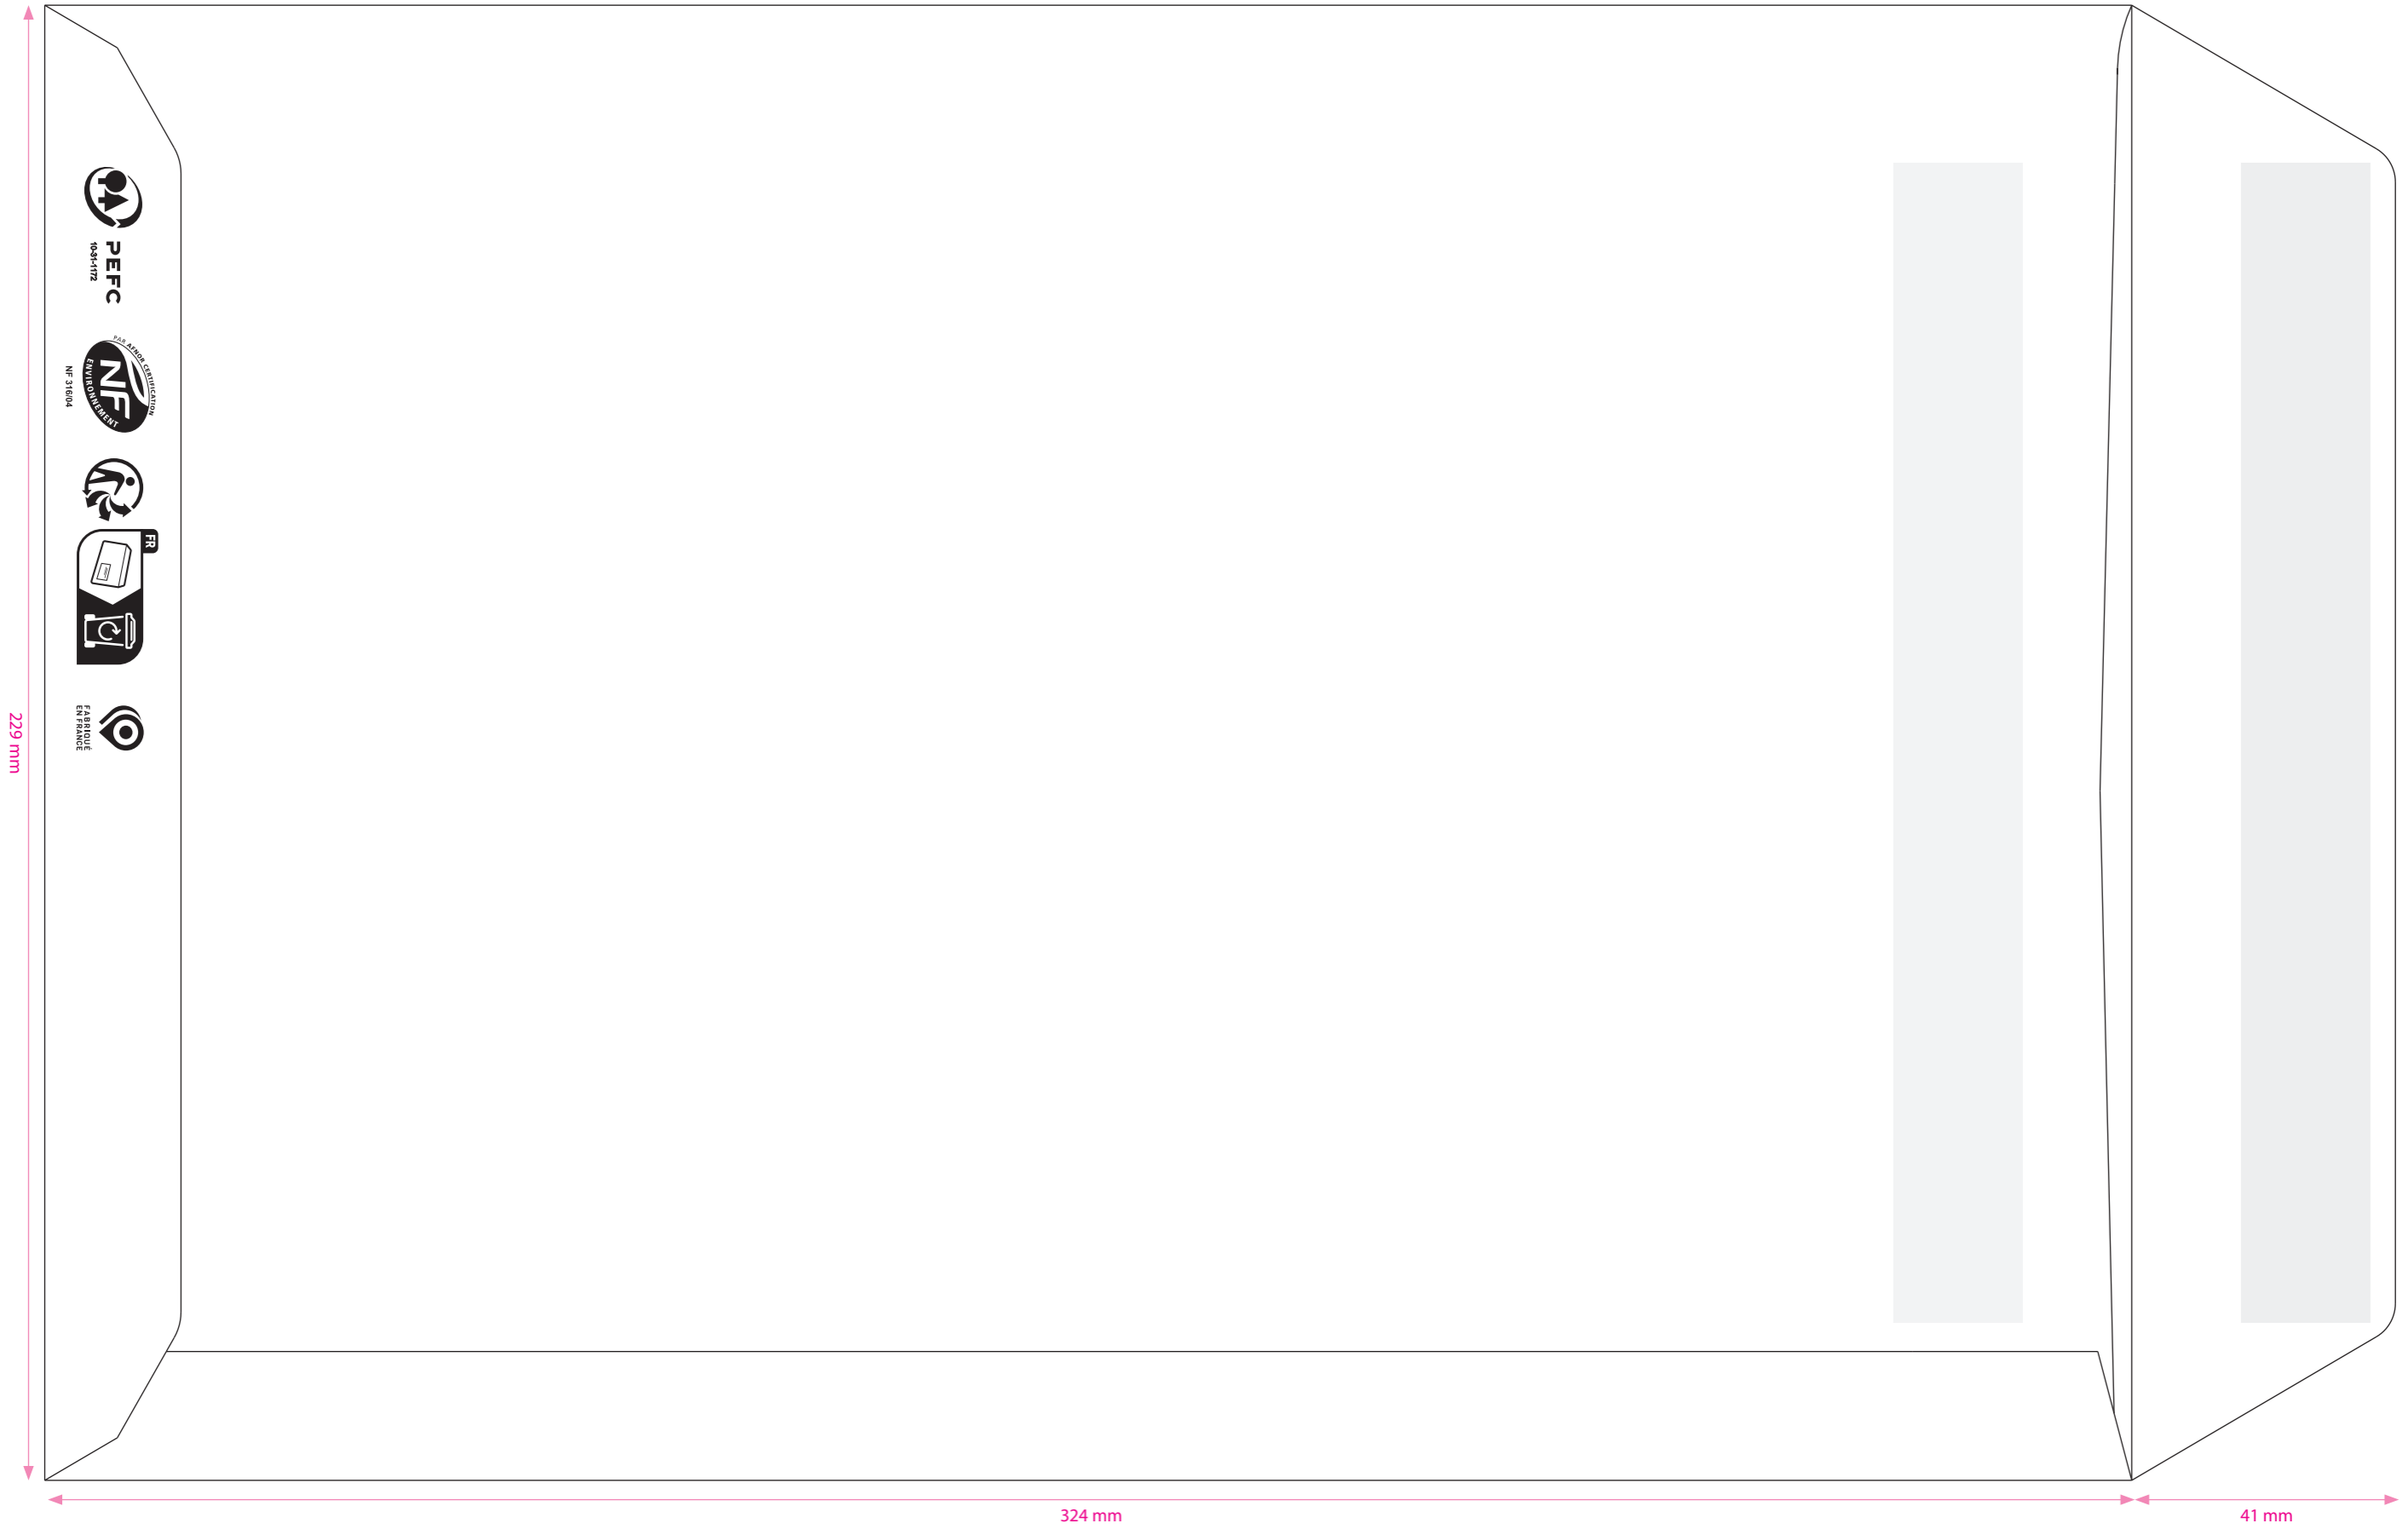 PEFC
10-31-1172
PAR AFNOR CERTIFICATION
NF
ENVIRONNEMENT
NF 316/04
FR
FABRIQUÉ
EN FRANCE
229 mm
324 mm
41 mm